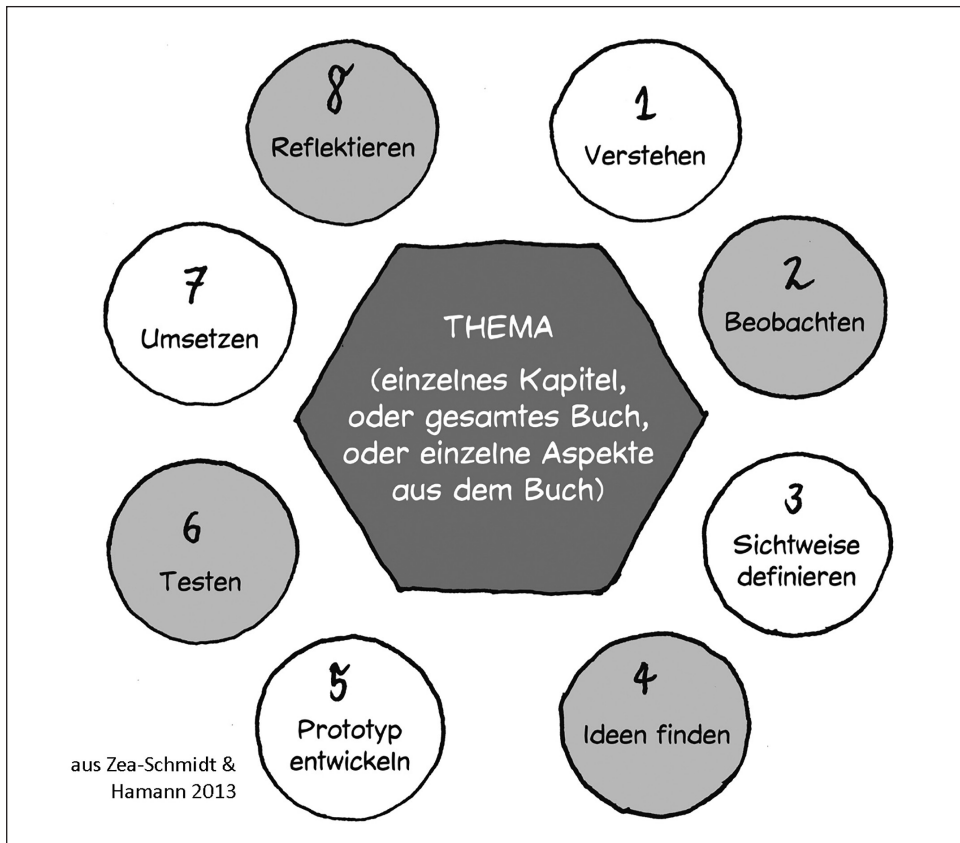 THEMA
(einzelnes Kapitel,
oder gesamtes Buch,
oder einzelne Aspekte
aus dem Buch)
1
Verstehen
2
Beobachten
3
Sichtweise
definieren
4
Ideen finden
5
Prototyp
entwickeln
6
Testen
7
Umsetzen
8
Reflektieren
aus Zea-Schmidt &
Hamann 2013